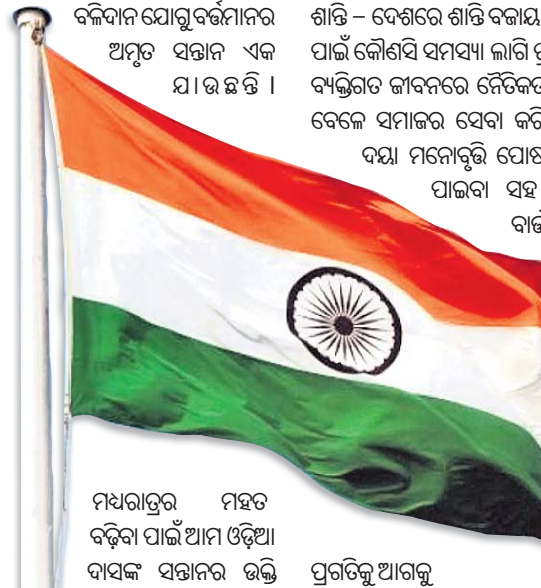 ବଳିଦାନ ଯୋଗୁ ବର୍ତ୍ତମାନର
ଅମୃତ ସନ୍ତାନ ଏକ
ଯାଉଛନ୍ତି ।
ମଧ୍ୟରାତ୍ରର ମହତ
ବଢ଼ିବା ପାଇଁ ଆମ ଓଡ଼ିଆ
ଦାସଙ୍କ ସନ୍ତାନର ଉକ୍ତି
ଶାନ୍ତି – ଦେଶରେ ଶାନ୍ତି ବଜାୟ
ପାଇଁ କୌଣସି ସମସ୍ୟା ଲାଗି
ବ୍ୟକ୍ତିଗତ ଜୀବନରେ ନୈତିକତ
ବେଳେ ସମାଜର ସେବା କରି
ଦୟା ମନୋବୃତ୍ତି ପୋଷ
ପାଇବା ସହ
ବାର୍ତ୍ତ
ପ୍ରଗତିକୁ ଆଗକୁ